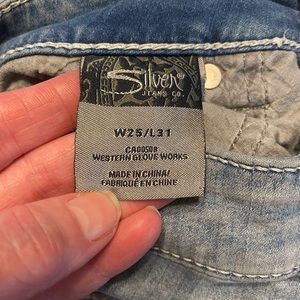 Silver
JEANS CO.
W25/L31
CA00508
WESTERN GLOVE WORKS
MADE IN CHINA/
FABRIQUÉ EN CHINE